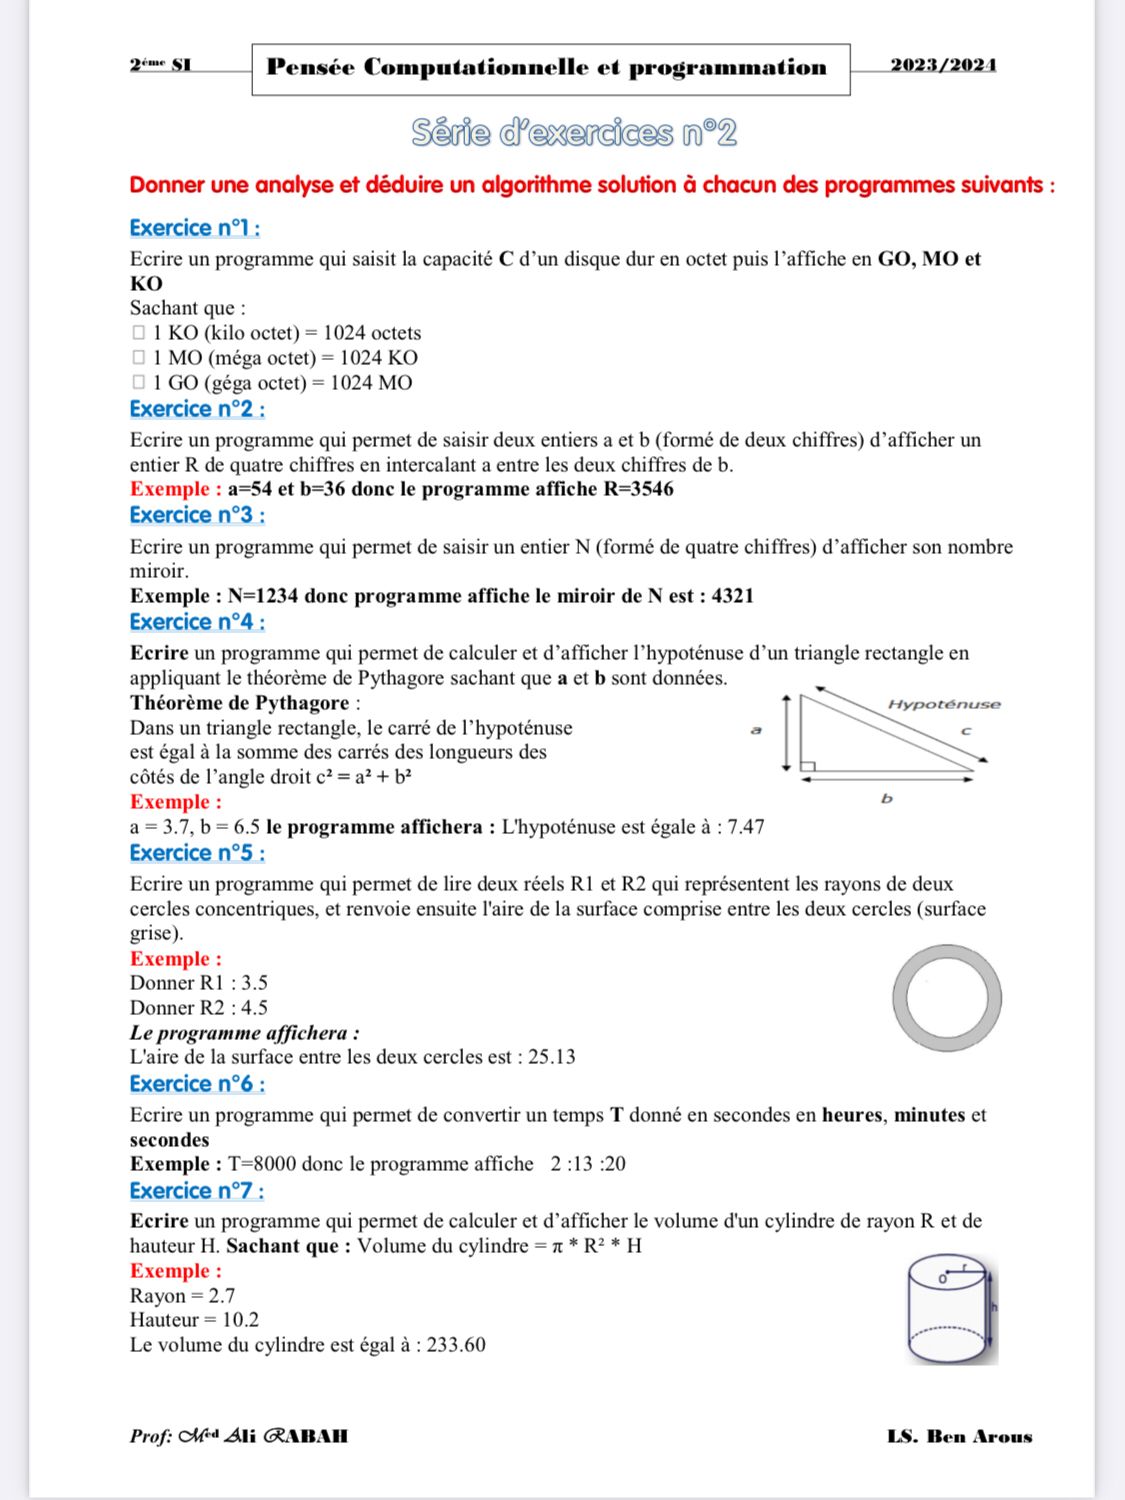 2éme SI
Pensée Computationnelle et programmation
2023/2024
Série d'exercices n°2
Donner une analyse et déduire un algorithme solution à chacun des programmes suivants :
Exercice n°1 :
Ecrire un programme qui saisit la capacité C d'un disque dur en octet puis l'affiche en GO, MO et
KO
Sachant que :
□ 1 KO (kilo octet) = 1024 octets
□ 1 MO (méga octet) = 1024 KO
□ 1 GO (géga octet) = 1024 MO
Exercice n°2 :
Ecrire un programme qui permet de saisir deux entiers a et b (formé de deux chiffres) d'afficher un
entier R de quatre chiffres en intercalant a entre les deux chiffres de b.
Exemple : a=54 et b=36 donc le programme affiche R=3546
Exercice n°3 :
Ecrire un programme qui permet de saisir un entier N (formé de quatre chiffres) d'afficher son nombre
miroir.
Exemple : N=1234 donc programme affiche le miroir de N est : 4321
Exercice n°4 :
Ecrire un programme qui permet de calculer et d'afficher l'hypoténuse d'un triangle rectangle en
appliquant le théorème de Pythagore sachant que a et b sont données.
Théorème de Pythagore :
Dans un triangle rectangle, le carré de l'hypoténuse
est égal à la somme des carrés des longueurs des
côtés de l'angle droit c² = a² + b²
Hypoténuse
a
c
b
Exemple :
a = 3.7, b = 6.5 le programme affichera : L'hypoténuse est égale à : 7.47
Exercice n°5 :
Ecrire un programme qui permet de lire deux réels R1 et R2 qui représentent les rayons de deux
cercles concentriques, et renvoie ensuite l'aire de la surface comprise entre les deux cercles (surface
grise).
Exemple :
Donner R1 : 3.5
Donner R2 : 4.5
Le programme affichera :
L'aire de la surface entre les deux cercles est : 25.13
Exercice n°6 :
Ecrire un programme qui permet de convertir un temps T donné en secondes en heures, minutes et
secondes
Exemple : T=8000 donc le programme affiche 2 :13 :20
Exercice n°7 :
Ecrire un programme qui permet de calculer et d'afficher le volume d'un cylindre de rayon R et de
hauteur H. Sachant que : Volume du cylindre = π * R² * H
Exemple :
Rayon = 2.7
Hauteur = 10.2
Le volume du cylindre est égal à : 233.60
O
r
h
Prof: Med Ali RABAH
LS. Ben Arous